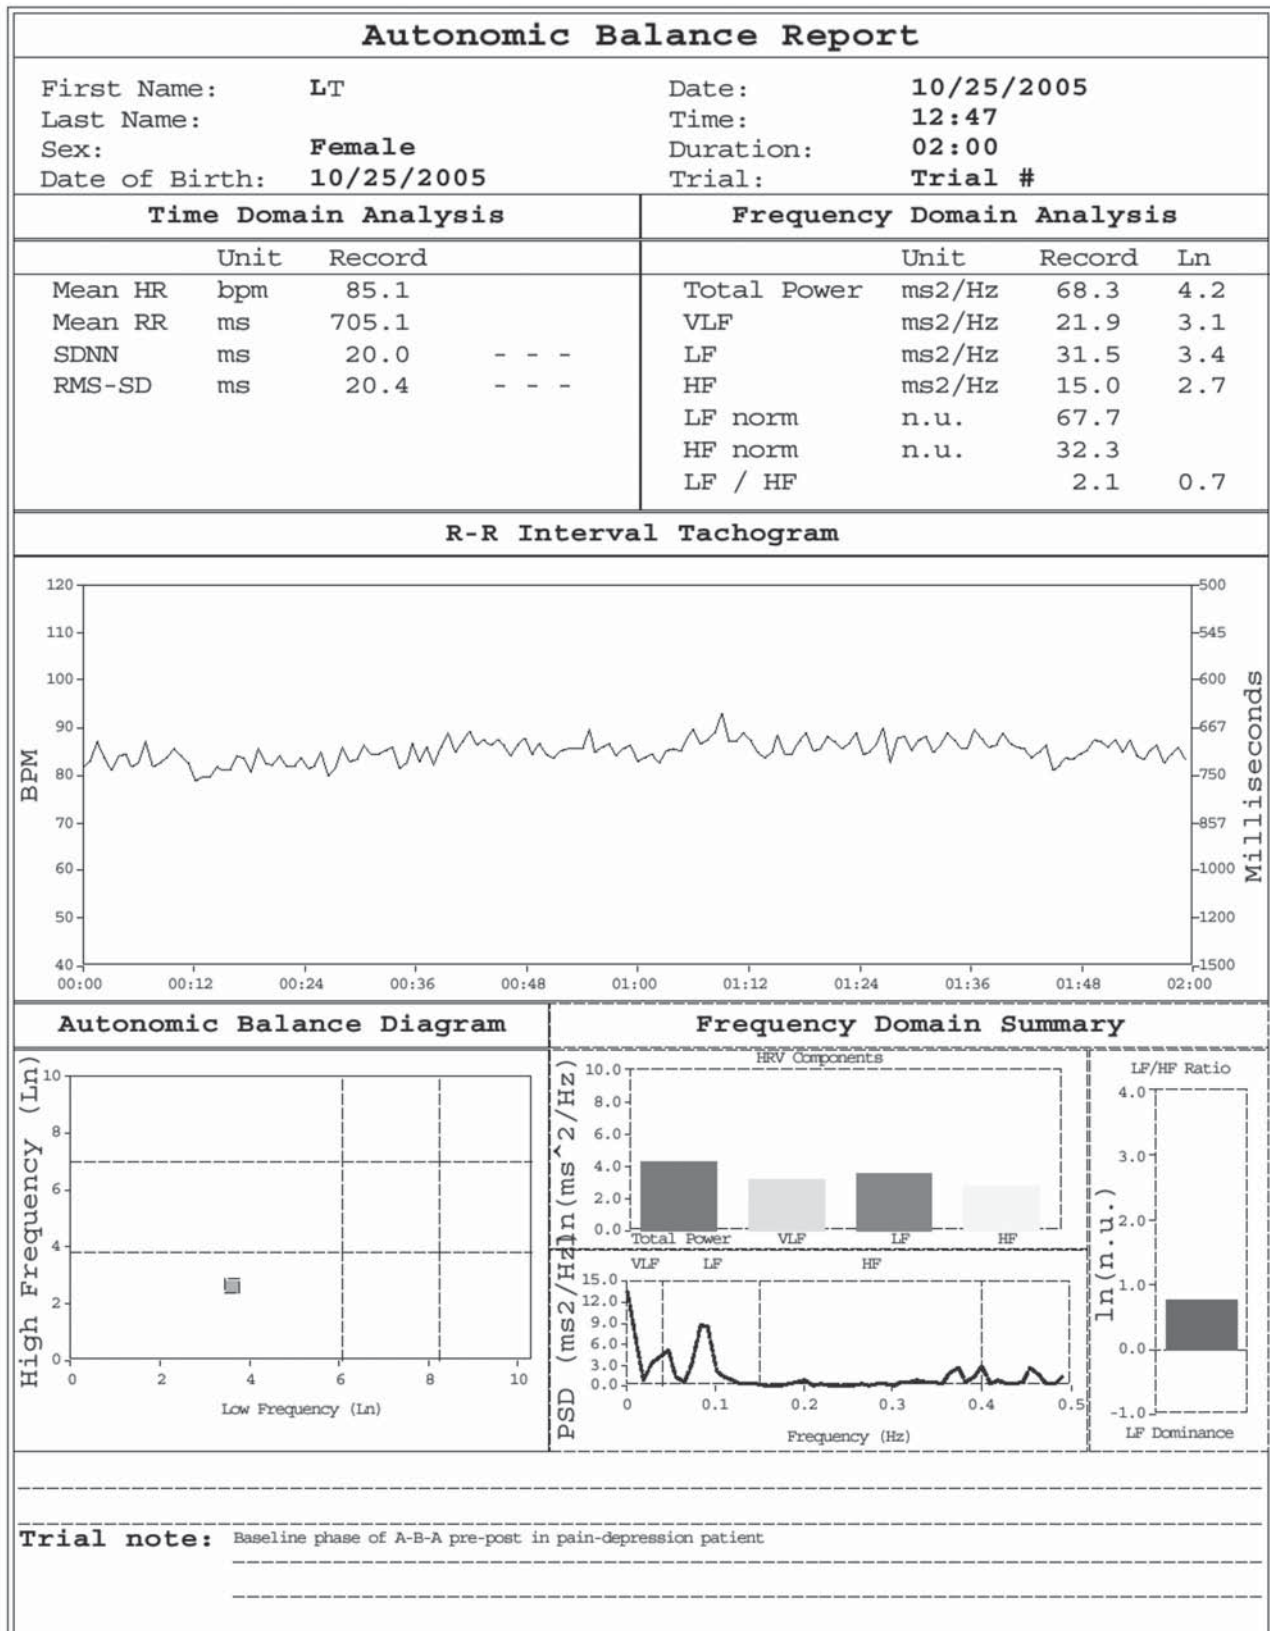 Autonomic Balance Report
First Name: LT Date: 10/25/2005
Last Name: Time: 12:47
Sex: Female Duration: 02:00
Date of Birth: 10/25/2005 Trial: Trial #
Time Domain Analysis
Unit Record
Mean HR bpm 85.1
Mean RR ms 705.1
SDNN ms 20.0 - - -
RMS-SD ms 20.4 - - -
Frequency Domain Analysis
Unit Record Ln
Total Power ms2/Hz 68.3 4.2
VLF ms2/Hz 21.9 3.1
LF ms2/Hz 31.5 3.4
HF ms2/Hz 15.0 2.7
LF norm n.u. 67.7
HF norm n.u. 32.3
LF / HF 2.1 0.7
R-R Interval Tachogram
BPM
120
110
100
90
80
70
60
50
40
500
545
600
667
750
857
1000
1200
1500
Milliseconds
00:00 00:12 00:24 00:36 00:48 01:00 01:12 01:24 01:36 01:48 02:00
Autonomic Balance Diagram
High Frequency (Ln)
10
8
6
4
2
0
0 2 4 6 8 10
Low Frequency (Ln)
Frequency Domain Summary
HRV Components
ln(ms^2/Hz)
10.0
8.0
6.0
4.0
2.0
0.0
Total Power VLF LF HF
VLF LF HF
PSD (ms2/Hz)
15.0
12.0
9.0
6.0
3.0
0.0
0 0.1 0.2 0.3 0.4 0.5
Frequency (Hz)
LF/HF Ratio
ln(n.u.)
4.0
3.0
2.0
1.0
0.0
-1.0
LF Dominance
Trial note: Baseline phase of A-B-A pre-post in pain-depression patient